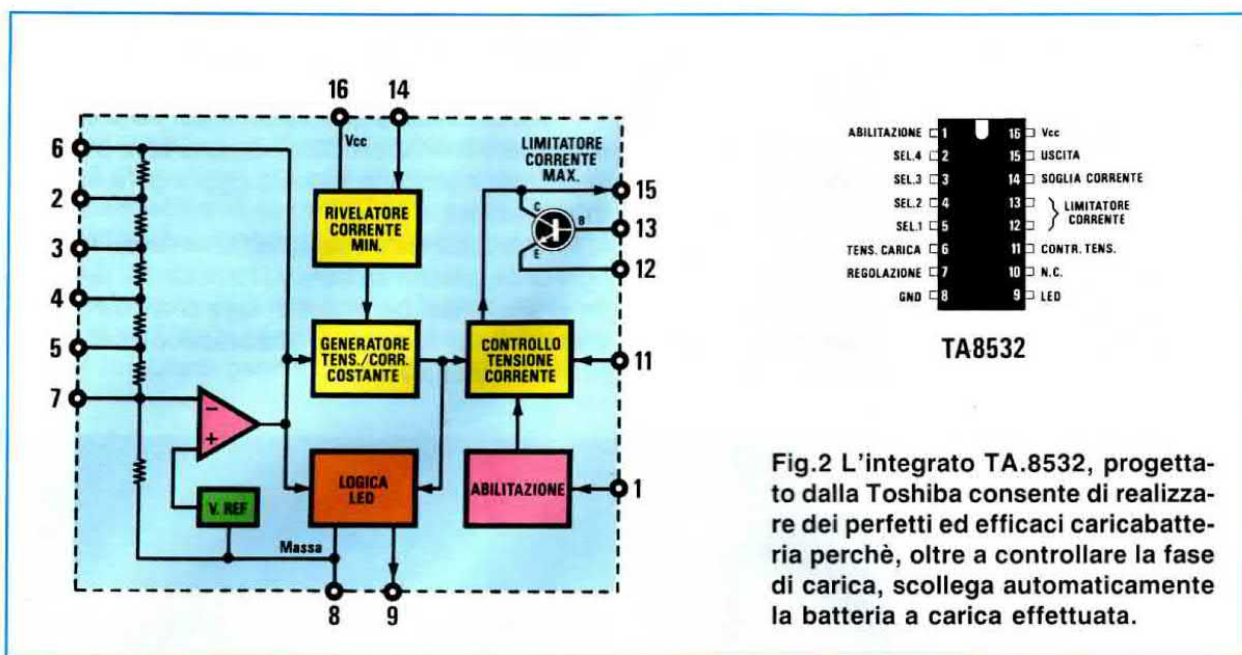 16
14
6
Vcc
LIMITATORE
CORRENTE
MAX.
15
2
RIVELATORE
CORRENTE
MIN.
C
B
13
E
3
12
4
GENERATORE
TENS./CORR.
COSTANTE
CONTROLLO
TENSIONE
CORRENTE
11
5
7
-
+
LOGICA
LED
ABILITAZIONE
1
V. REF
Massa
8
9
ABILITAZIONE 1 16 Vcc
SEL.4 2 15 USCITA
SEL.3 3 14 SOGLIA CORRENTE
SEL.2 4 13 LIMITATORE
SEL.1 5 12 CORRENTE
TENS. CARICA 6 11 CONTR. TENS.
REGOLAZIONE 7 10 N.C.
GND 8 9 LED
TA8532
Fig.2 L'integrato TA.8532, progetta-
to dalla Toshiba consente di realizza-
re dei perfetti ed efficaci caricabatte-
ria perchè, oltre a controllare la fase
di carica, scollega automaticamente
la batteria a carica effettuata.